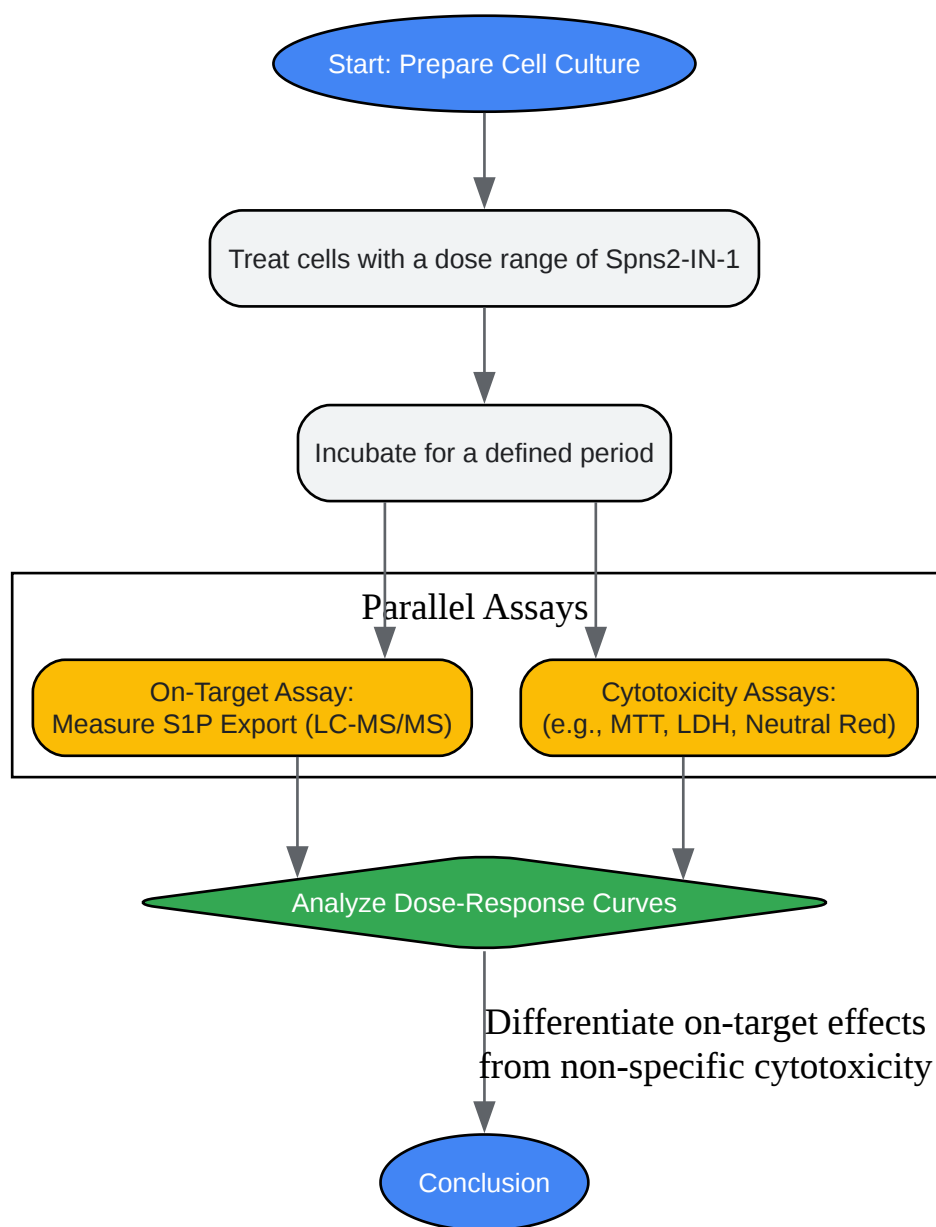 Start: Prepare Cell Culture
Treat cells with a dose range of Spns2-IN-1
Incubate for a defined period
Parallel Assays
On-Target Assay:
Measure S1P Export (LC-MS/MS)
Cytotoxicity Assays:
(e.g., MTT, LDH, Neutral Red)
Analyze Dose-Response Curves
Differentiate on-target effects
from non-specific cytotoxicity
Conclusion